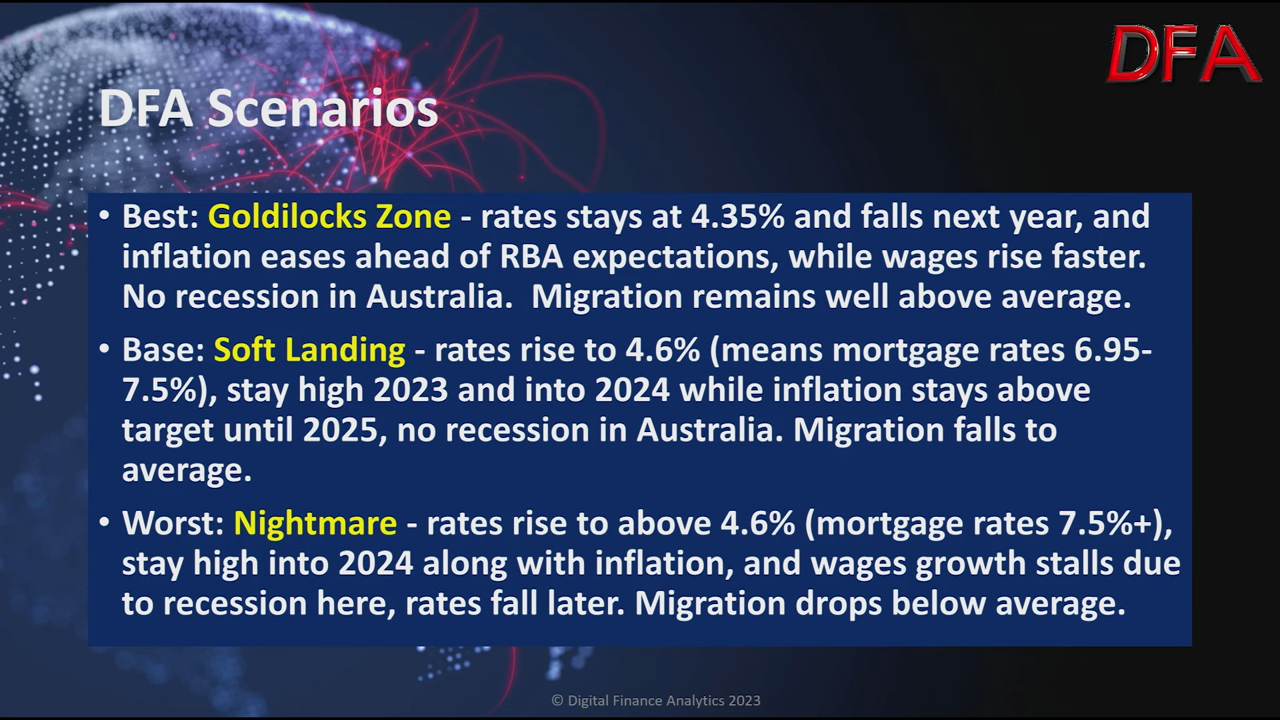 DFA
DFA Scenarios
• Best: Goldilocks Zone - rates stays at 4.35% and falls next year, and
inflation eases ahead of RBA expectations, while wages rise faster.
No recession in Australia.  Migration remains well above average.
• Base: Soft Landing - rates rise to 4.6% (means mortgage rates 6.95-
7.5%), stay high 2023 and into 2024 while inflation stays above
target until 2025, no recession in Australia. Migration falls to
average.
• Worst: Nightmare - rates rise to above 4.6% (mortgage rates 7.5%+),
stay high into 2024 along with inflation, and wages growth stalls due
to recession here, rates fall later. Migration drops below average.
© Digital Finance Analytics 2023